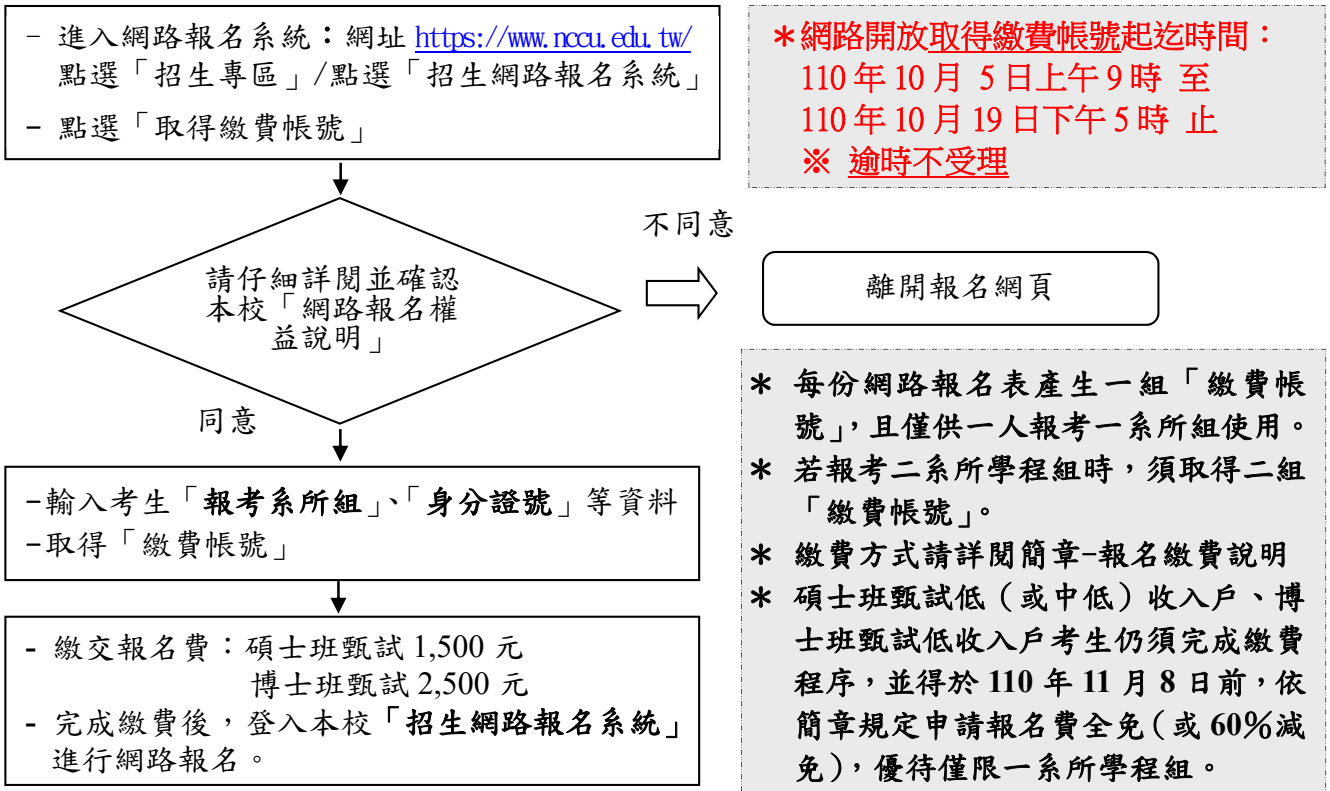 - 進入網路報名系統：網址 https://www.nccu.edu.tw/
點選「招生專區」/點選「招生網路報名系統」
- 點選「取得繳費帳號」
＊網路開放取得繳費帳號起迄時間：
110 年 10 月 5 日上午 9 時 至
110 年 10 月 19 日下午 5 時 止
※ 逾時不受理
請仔細詳閱並確認
本校「網路報名權
益說明」
不同意
離開報名網頁
同意
-輸入考生「報考系所組」、「身分證號」等資料
-取得「繳費帳號」
- 繳交報名費：碩士班甄試 1,500 元
博士班甄試 2,500 元
- 完成繳費後，登入本校「招生網路報名系統」
進行網路報名。
＊ 每份網路報名表產生一組「繳費帳
號」，且僅供一人報考一系所組使用。
＊ 若報考二系所學程組時，須取得二組
「繳費帳號」。
＊ 繳費方式請詳閱簡章-報名繳費說明
＊ 碩士班甄試低（或中低）收入戶、博
士班甄試低收入戶考生仍須完成繳費
程序，並得於 110 年 11 月 8 日前，依
簡章規定申請報名費全免（或 60％減
免），優待僅限一系所學程組。